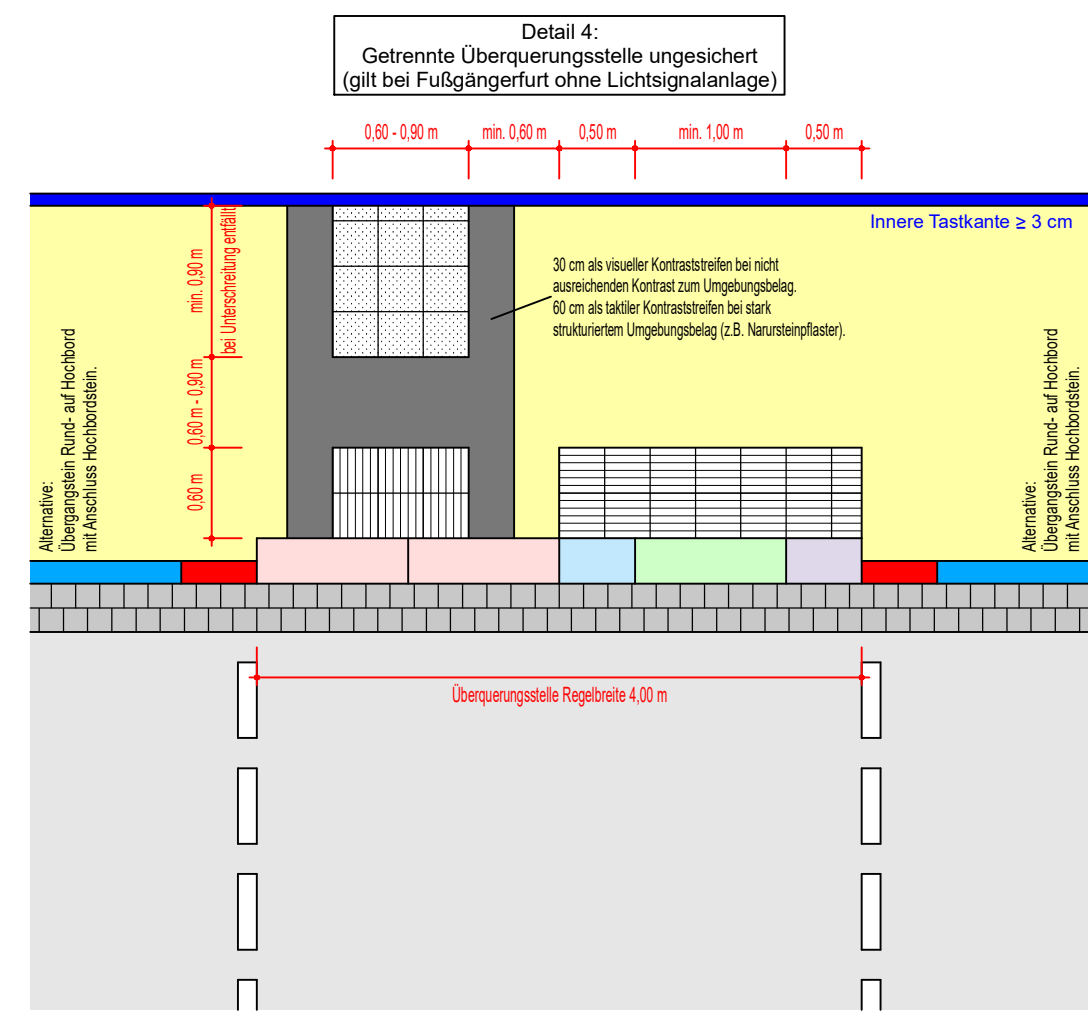 Detail 4:
Getrennte Überquerungsstelle ungesichert
(gilt bei Fußgängerfurt ohne Lichtsignalanlage)
0,60 - 0,90 m
min. 0,60 m
0,50 m
min. 1,00 m
0,50 m
Innere Tastkante ≥ 3 cm
min. 0,90 m
bei Unterschreitung entfällt
0,60 m - 0,90 m
0,60 m
30 cm als visueller Kontraststreifen bei nicht
ausreichenden Kontrast zum Umgebungsbelag.
60 cm als taktiler Kontraststreifen bei stark
strukturiertem Umgebungsbelag (z.B. Narursteinpflaster).
Alternative:
Übergangstein Rund- auf Hochbord
mit Anschluss Hochbordstein.
Alternative:
Übergangstein Rund- auf Hochbord
mit Anschluss Hochbordstein.
Überquerungsstelle Regelbreite 4,00 m